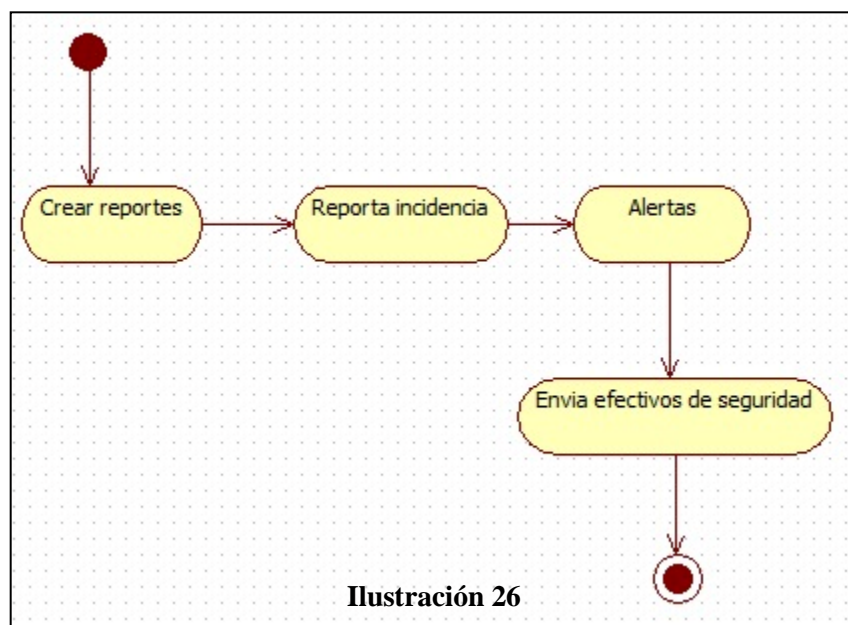 Crear reportes
Reporta incidencia
Alertas
Envia efectivos de seguridad
Ilustración 26